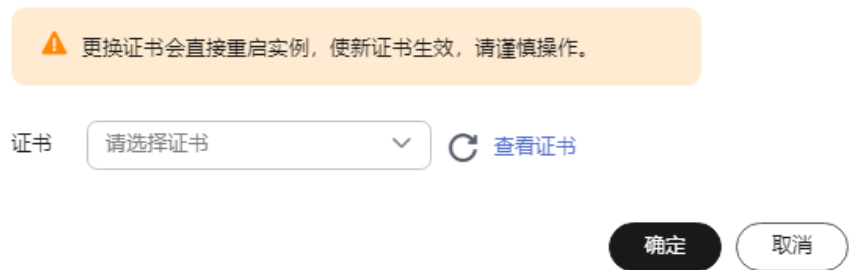 更换证书会直接重启实例，使新证书生效，请谨慎操作。
证书 请选择证书 查看证书
确定 取消